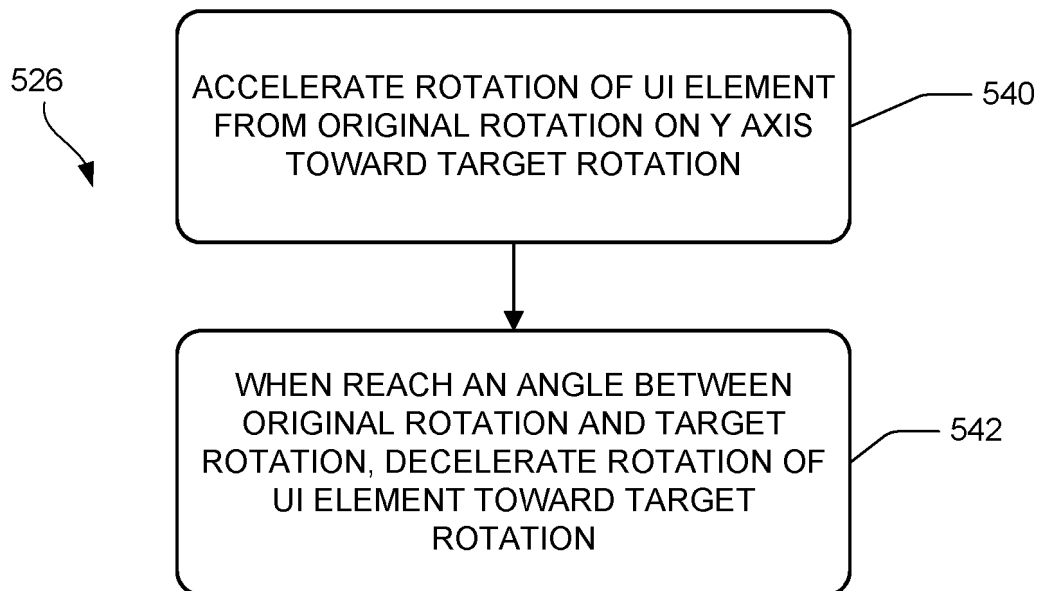 526
ACCELERATE ROTATION OF UI ELEMENT
FROM ORIGINAL ROTATION ON Y AXIS
TOWARD TARGET ROTATION
540
WHEN REACH AN ANGLE BETWEEN
ORIGINAL ROTATION AND TARGET
ROTATION, DECELERATE ROTATION OF
UI ELEMENT TOWARD TARGET
ROTATION
542